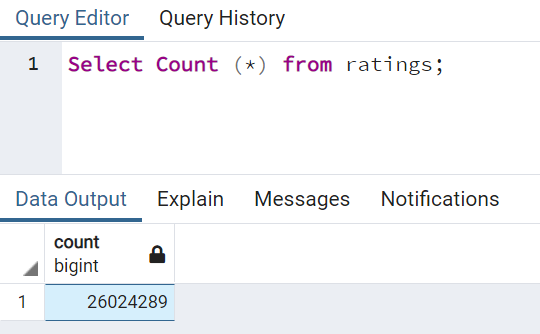 Query Editor Query History
1 Select Count (*) from ratings;
Data Output Explain Messages Notifications
count
bigint
1 26024289